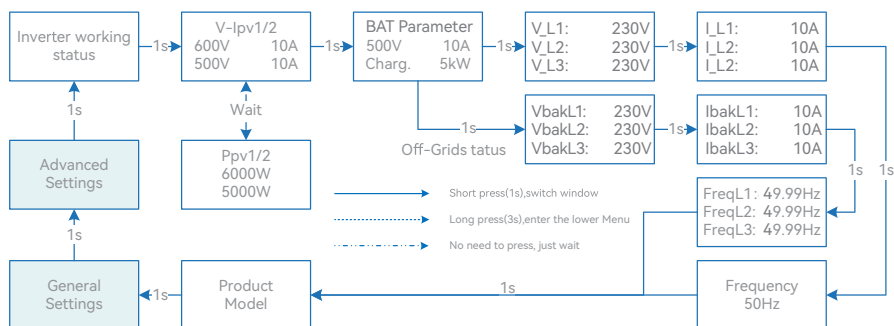 Inverter working
status
1s
V-Ipv1/2
600V 10A
500V 10A
1s
BAT Parameter
500V 10A
Charg. 5kW
1s
V_L1: 230V
V_L2: 230V
V_L3: 230V
1s
I_L1: 10A
I_L2: 10A
I_L2: 10A
1s
Wait
1s
Off-Grids tatus
VbakL1: 230V
VbakL2: 230V
VbakL3: 230V
1s
IbakL1: 10A
IbakL2: 10A
IbakL3: 10A
1s
1s
Advanced
Settings
Ppv1/2
6000W
5000W
Short press(1s),switch window
Long press(3s),enter the lower Menu
No need to press, just wait
FreqL1: 49.99Hz
FreqL2: 49.99Hz
FreqL3: 49.99Hz
1s
General
Settings
1s
Product
Model
1s
Frequency
50Hz